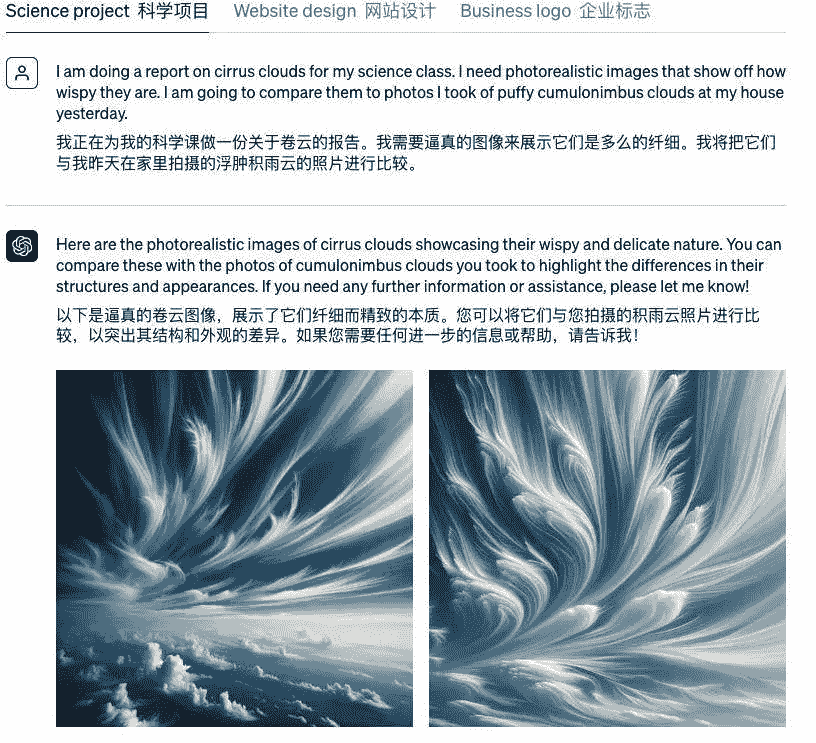 Science project 科学项目 Website design 网站设计 Business logo 企业标志
I am doing a report on cirrus clouds for my science class. I need photorealistic images that show off how
wispy they are. I am going to compare them to photos I took of puffy cumulonimbus clouds at my house
yesterday.
我正在为我的科学课做一份关于卷云的报告。我需要逼真的图像来展示它们是多么的纤细。我将把它们
与我昨天在家里拍摄的浮肿积雨云的照片进行比较。
Here are the photorealistic images of cirrus clouds showcasing their wispy and delicate nature. You can
compare these with the photos of cumulonimbus clouds you took to highlight the differences in their
structures and appearances. If you need any further information or assistance, please let me know!
以下是逼真的卷云图像，展示了它们纤细而精致的本质。您可以将它们与您拍摄的积雨云照片进行比
较，以突出其结构和外观的差异。如果您需要任何进一步的信息或帮助，请告诉我！